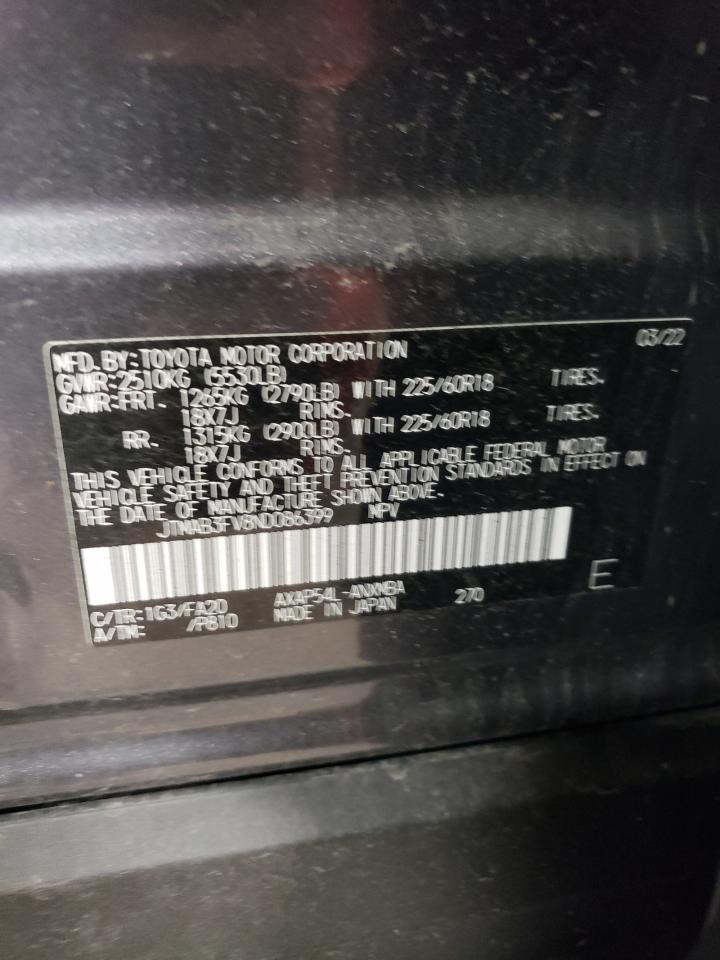 MFD. BY: TOYOTA MOTOR CORPORATION 03/22
GVWR: 2510KG (5530LB)
GAWR-FRT. 1265KG (2790LB) WITH 225/60R18 TIRES.
18X7J RIMS.
RR. 1315KG (2900LB) WITH 225/60R18 TIRES.
18X7J RIMS.
THIS VEHICLE CONFORMS TO ALL APPLICABLE FEDERAL MOTOR
VEHICLE SAFETY AND THEFT PREVENTION STANDARDS IN EFFECT ON
THE DATE OF MANUFACTURE SHOWN ABOVE.
JTMAB3FV8ND086399 MPV
C/TR: 1G3/FA20 AXAP54L-ANXMBA 270 E
A/TM: /P810 MADE IN JAPAN